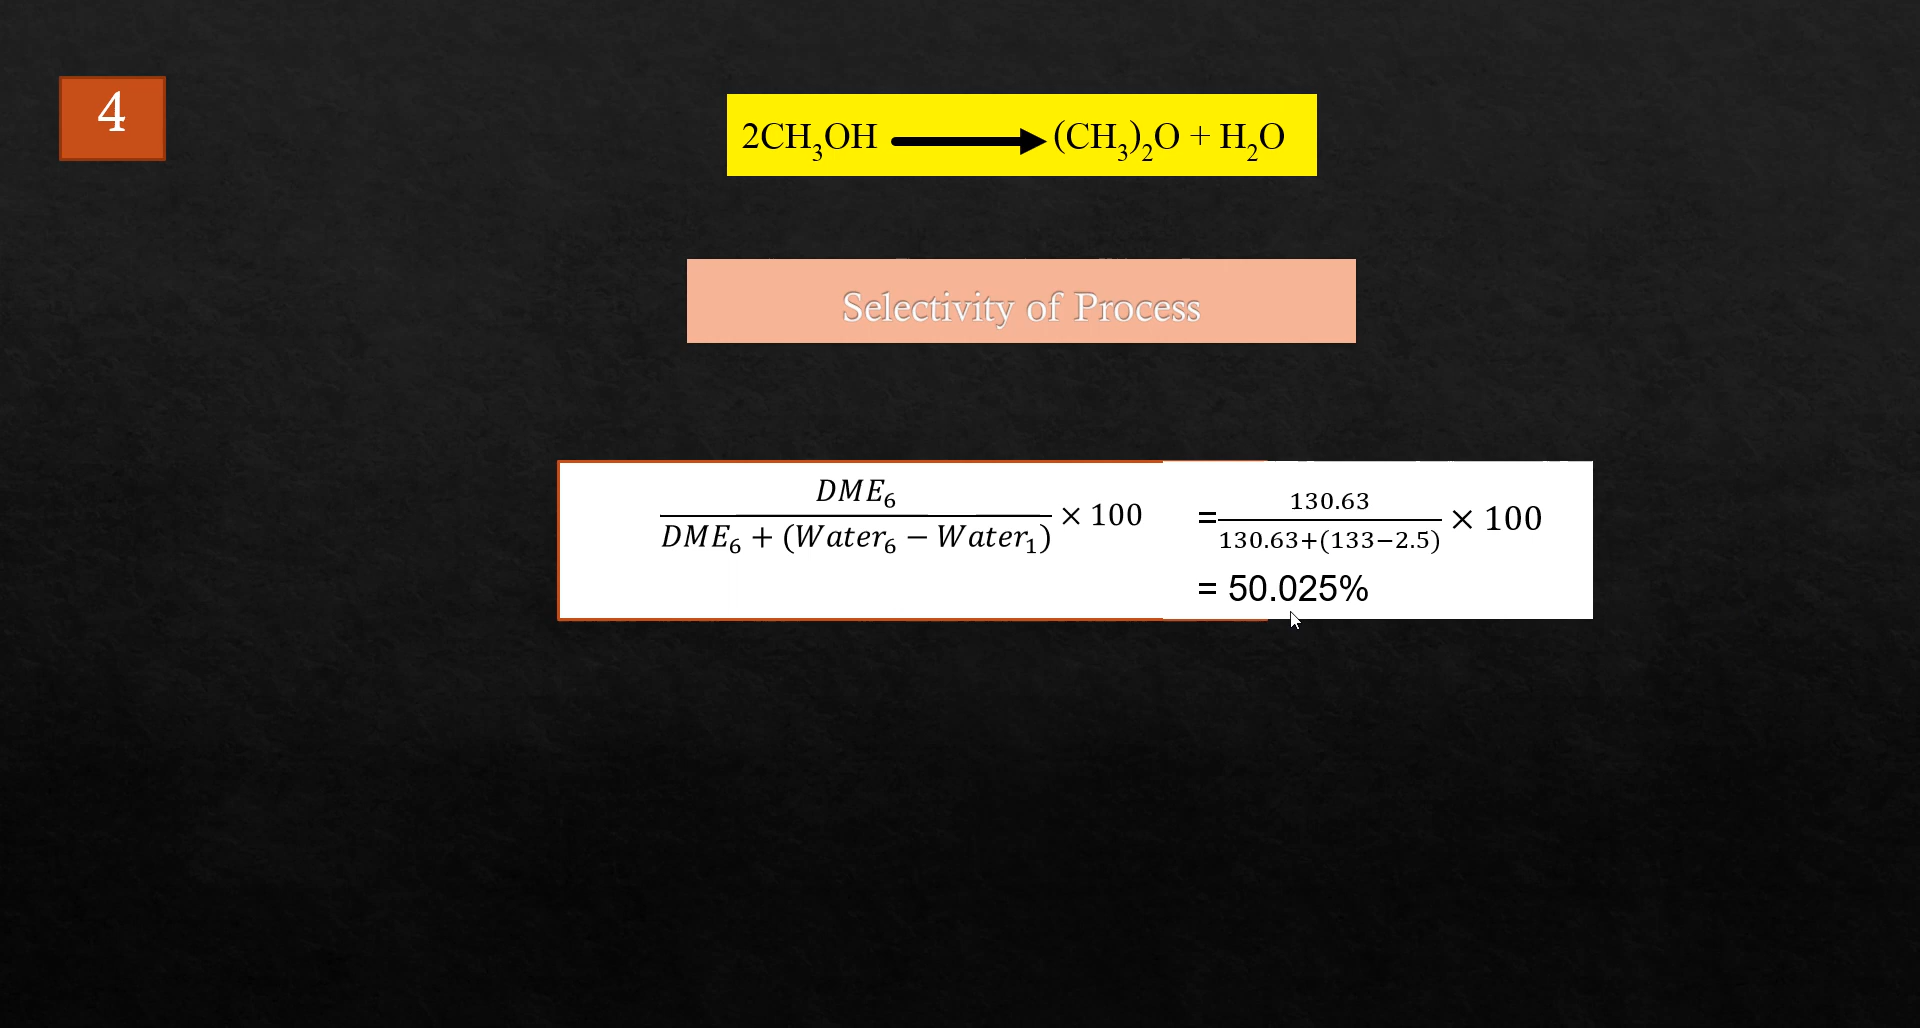 4
2CH₃OH ⟶ (CH₃)₂O + H₂O
Selectivity of Process
DME₆
DME₆ + (Water₆ − Water₁) × 100
=130.63
130.63+(133−2.5) × 100
= 50.025%